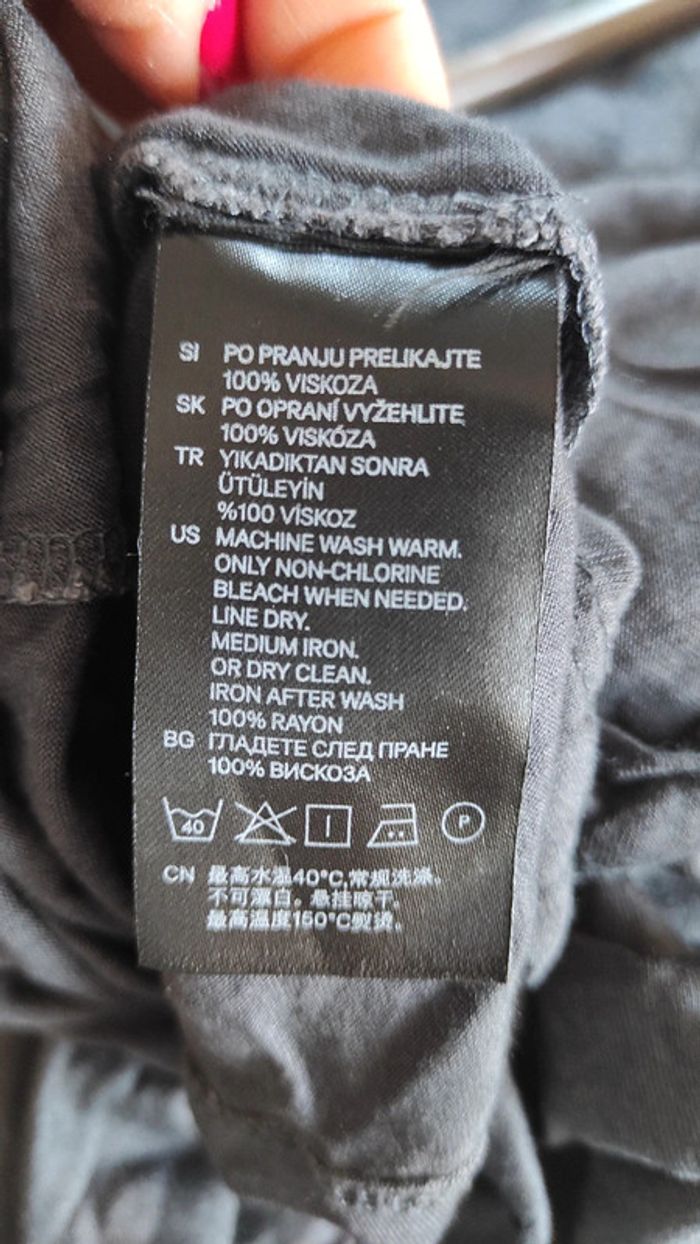 SI PO PRANJU PRELIKAJTE
100% VISKOZA
SK PO OPRANÍ VYŽEHLITE
100% VISKÓZA
TR YIKADIKTAN SONRA
ÜTÜLEYİN
%100 VİSKOZ
US MACHINE WASH WARM.
ONLY NON-CHLORINE
BLEACH WHEN NEEDED.
LINE DRY.
MEDIUM IRON.
OR DRY CLEAN.
IRON AFTER WASH
100% RAYON
BG ГЛАДЕТЕ СЛЕД ПРАНЕ
100% ВИСКОЗА
40 P
CN 最高水温40°C,常规洗涤。
不可漂白。悬挂晾干。
最高温度150°C熨烫。